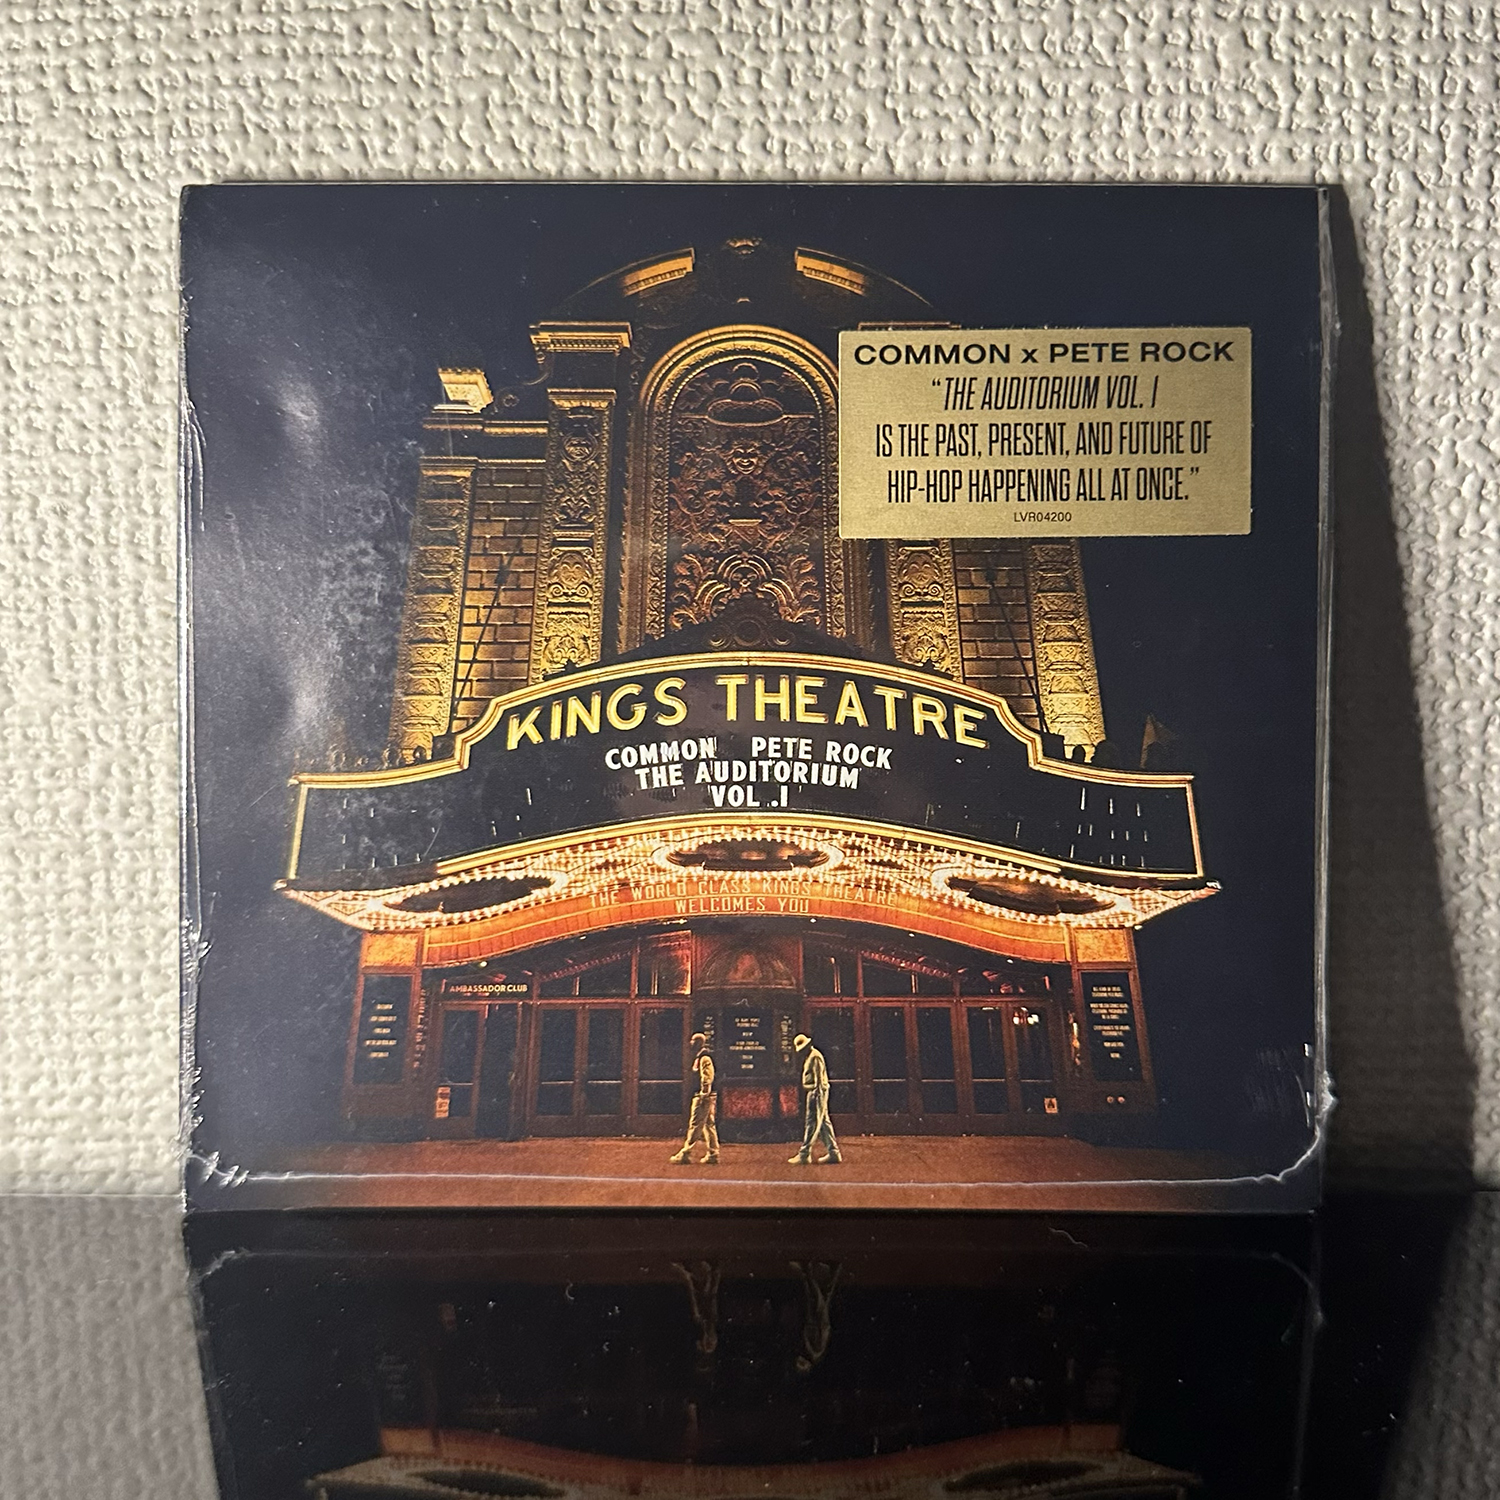 COMMON x PETE ROCK
“THE AUDITORIUM VOL. I
IS THE PAST, PRESENT, AND FUTURE OF
HIP-HOP HAPPENING ALL AT ONCE.”
LVR04200
KINGS THEATRE
COMMON PETE ROCK
THE AUDITORIUM
VOL .I
THE WORLD CLASS KINGS THEATRE
WELCOMES YOU
AMBASSADOR CLUB